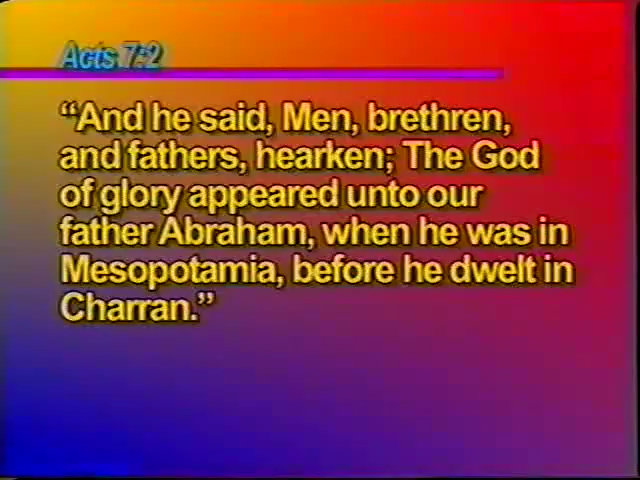 Acts 7:2
“And he said, Men, brethren,
and fathers, hearken; The God
of glory appeared unto our
father Abraham, when he was in
Mesopotamia, before he dwelt in
Charran.”